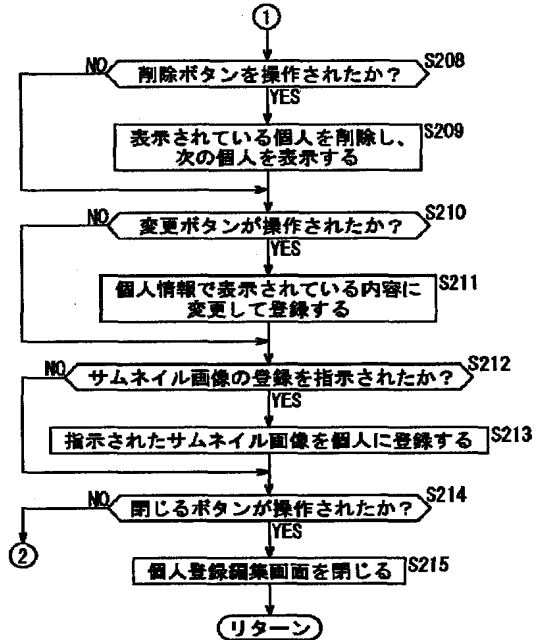 ①
削除ボタンを操作されたか？
S208
NO
YES
表示されている個人を削除し、
次の個人を表示する
S209
変更ボタンが操作されたか？
S210
NO
YES
個人情報で表示されている内容に
変更して登録する
S211
サムネイル画像の登録を指示されたか？
S212
NO
YES
指示されたサムネイル画像を個人に登録する
S213
閉じるボタンが操作されたか？
S214
NO
YES
②
個人登録編集画面を閉じる
S215
リターン